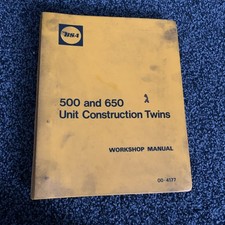 BSA
500 and 650
Unit Construction Twins
WORKSHOP MANUAL
00-4177